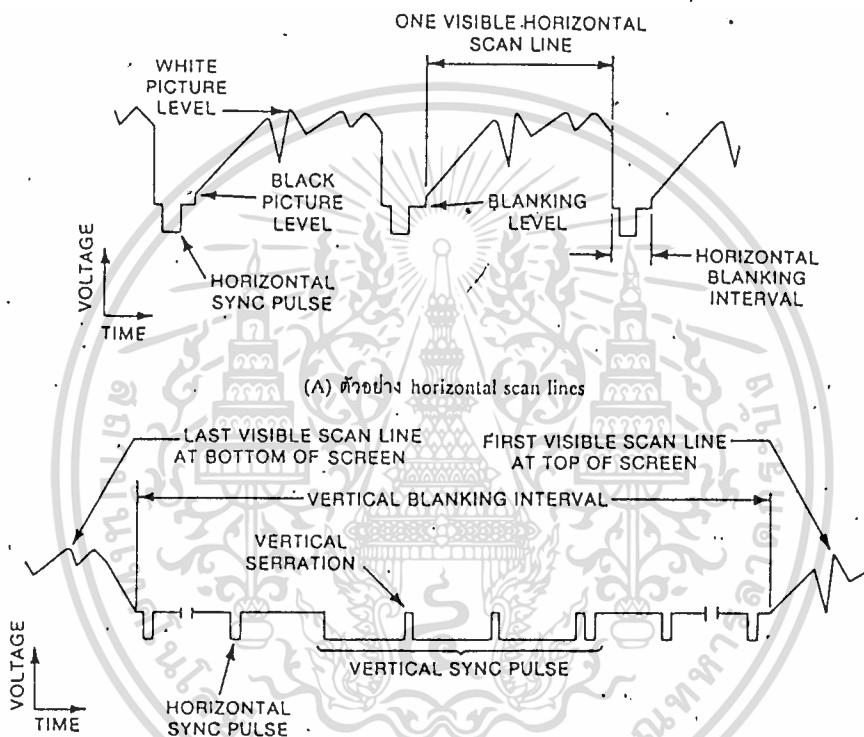 ONE VISIBLE HORIZONTAL
SCAN LINE
WHITE
PICTURE
LEVEL
BLACK
PICTURE
LEVEL
BLANKING
LEVEL
HORIZONTAL
SYNC PULSE
HORIZONTAL
BLANKING
INTERVAL
VOLTAGE
TIME
(A) ตัวอย่าง horizontal scan lines
LAST VISIBLE SCAN LINE
AT BOTTOM OF SCREEN
FIRST VISIBLE SCAN LINE
AT TOP OF SCREEN
VERTICAL BLANKING INTERVAL
VERTICAL
SERRATION
VERTICAL SYNC PULSE
VOLTAGE
TIME
HORIZONTAL
SYNC PULSE